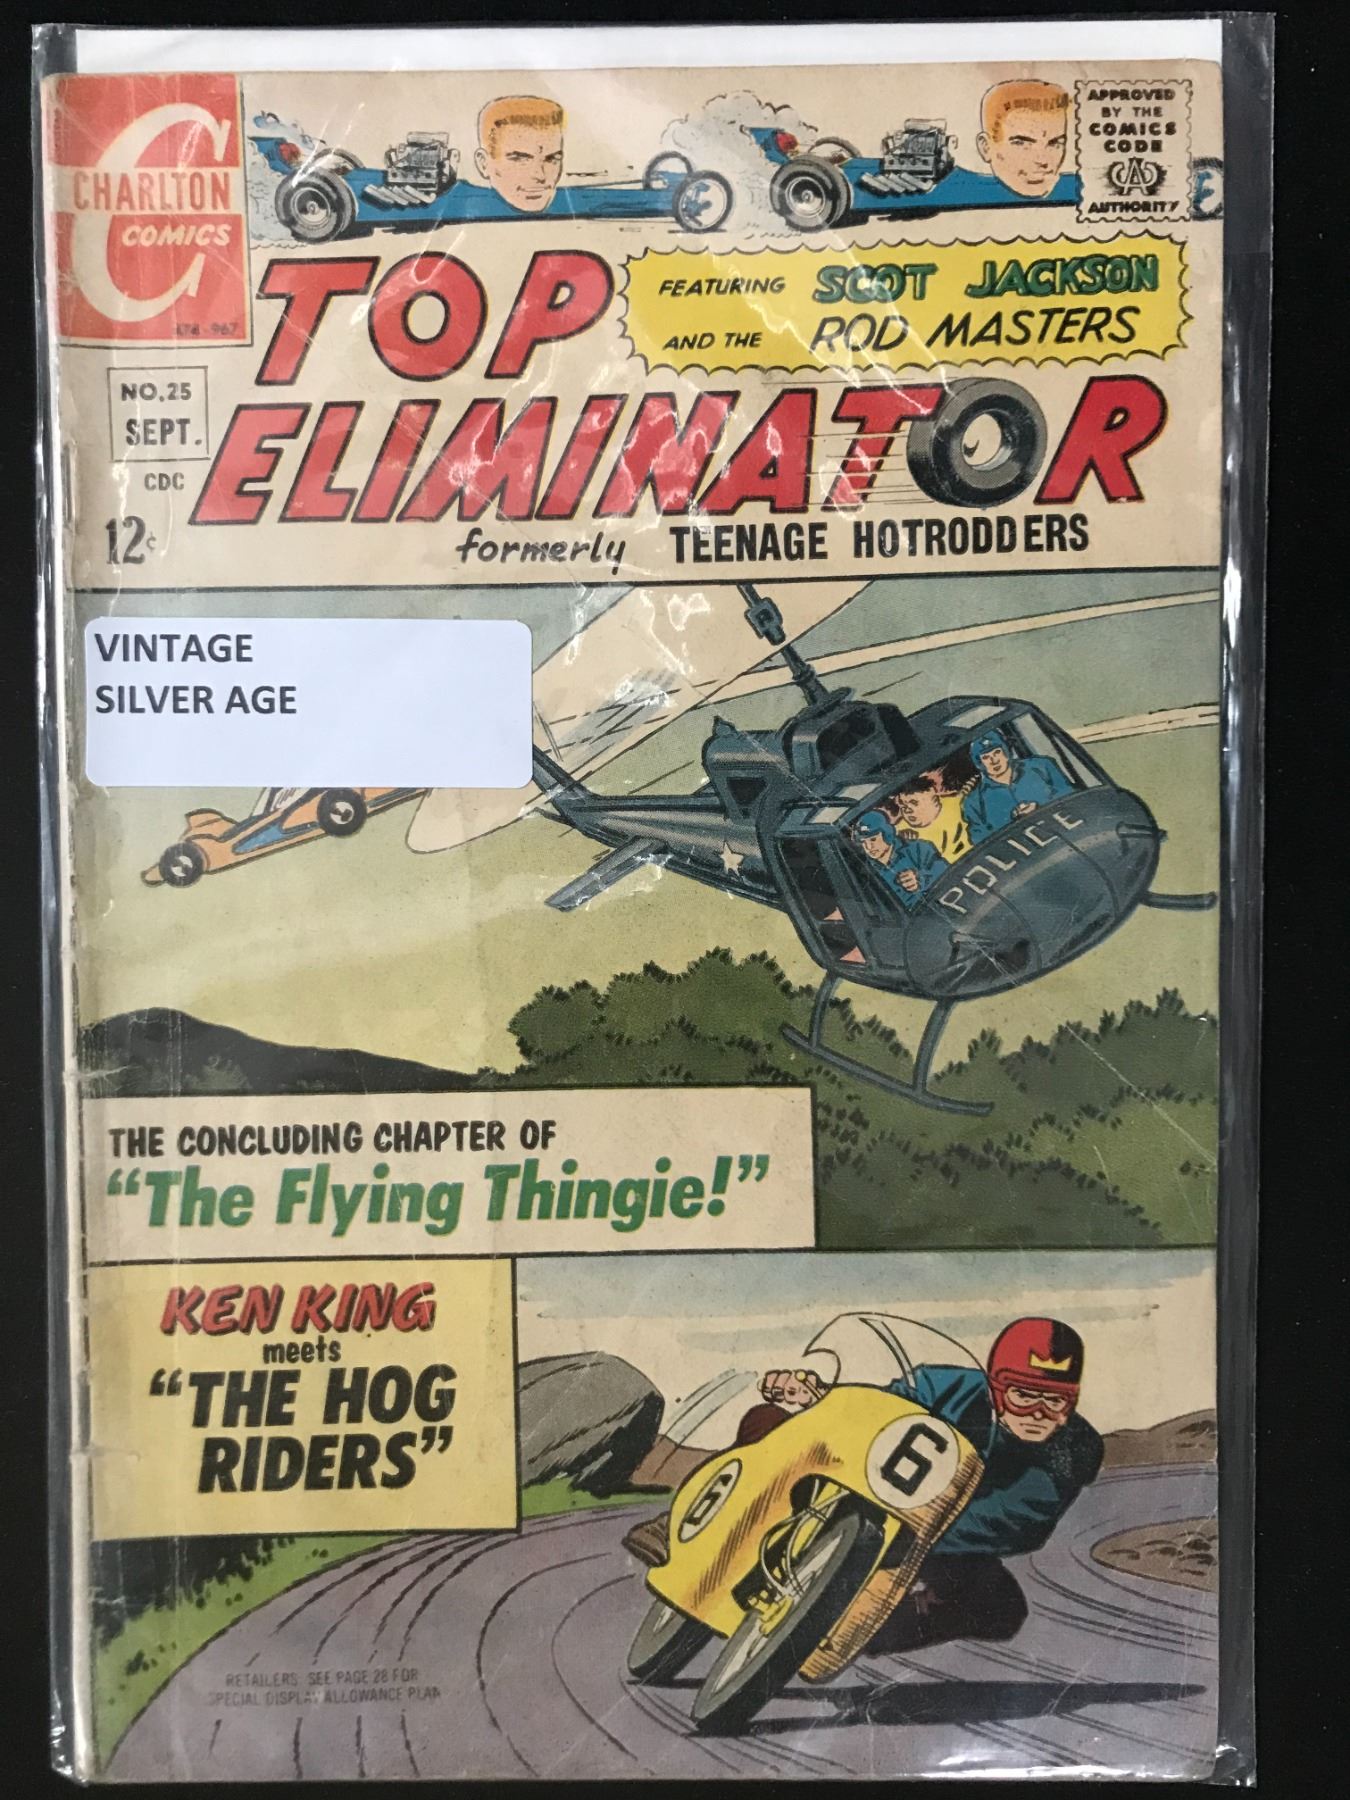 CHARLTON
COMICS
APPROVED
BY THE
COMICS
CODE
AUTHORITY
TOP
ELIMINATOR
FEATURING SCOT JACKSON
AND THE ROD MASTERS
NO.25
SEPT.
CDC
12¢
formerly TEENAGE HOTRODDERS
VINTAGE
SILVER AGE
POLICE
THE CONCLUDING CHAPTER OF
“The Flying Thingie!”
KEN KING
meets
“THE HOG
RIDERS”
6
6
RETAILERS: SEE PAGE 28 FOR
SPECIAL DISPLAY ALLOWANCE PLAN